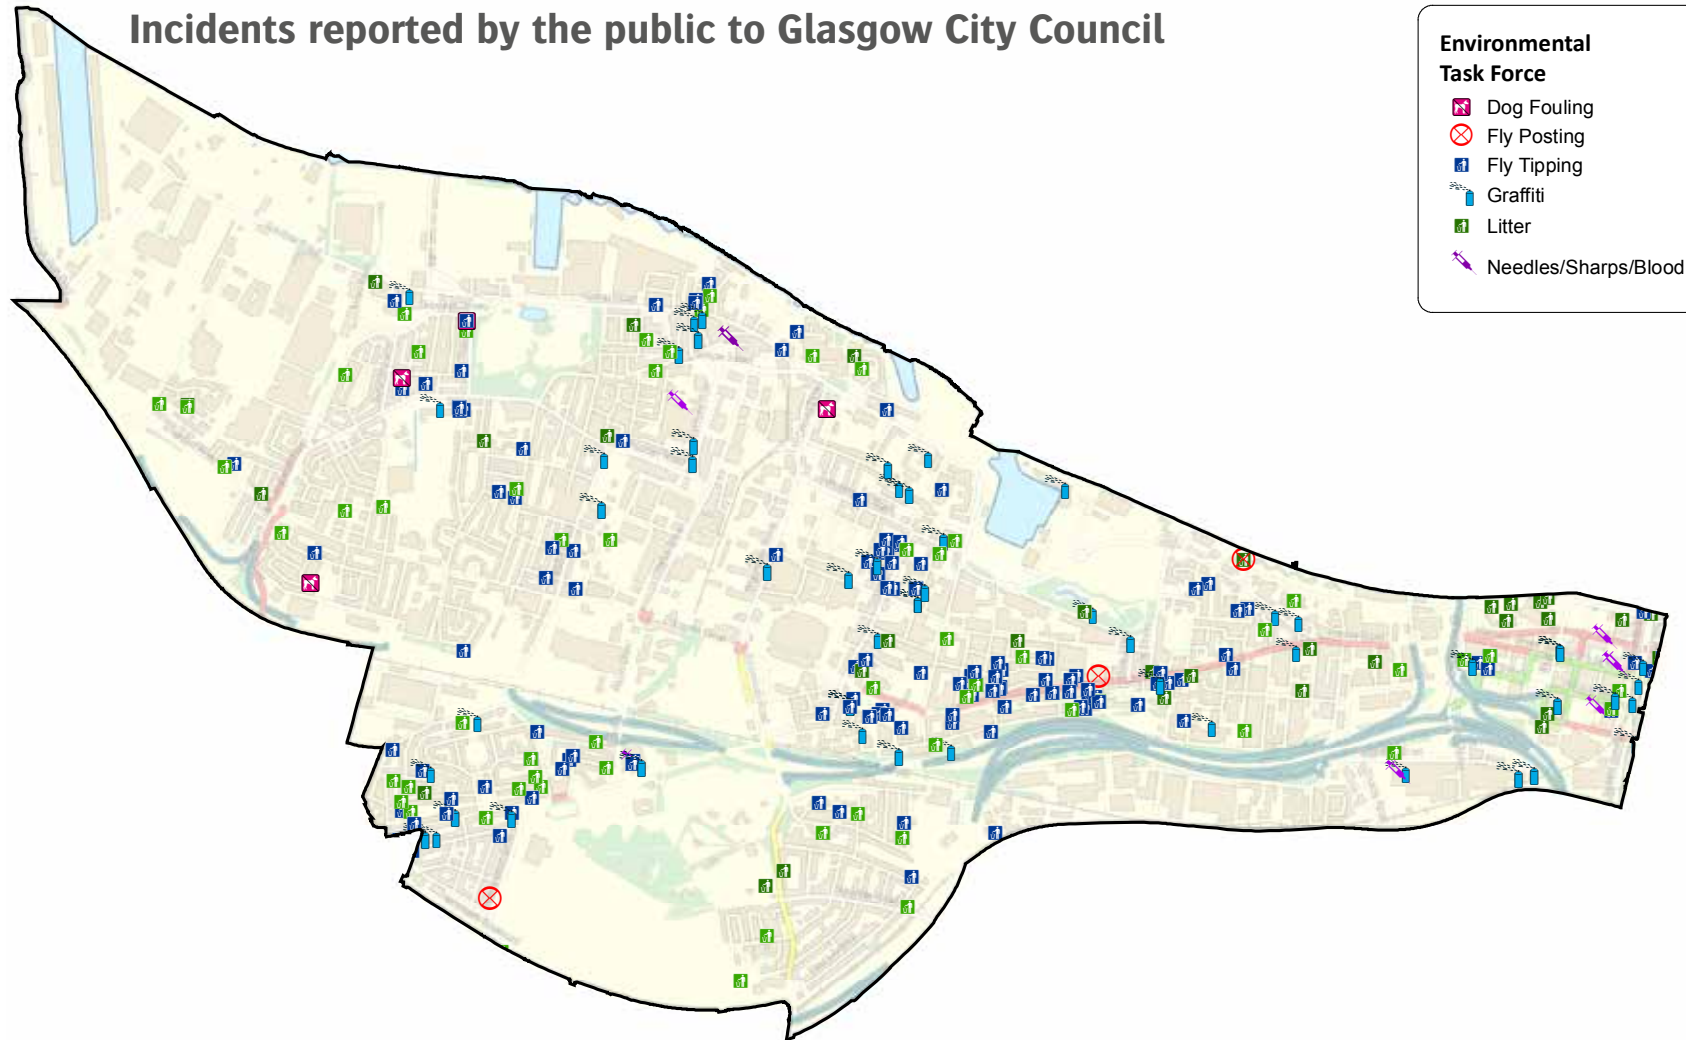 Incidents reported by the public to Glasgow City Council
Environmental
Task Force
Dog Fouling
Fly Posting
Fly Tipping
Graffiti
Litter
Needles/Sharps/Blood